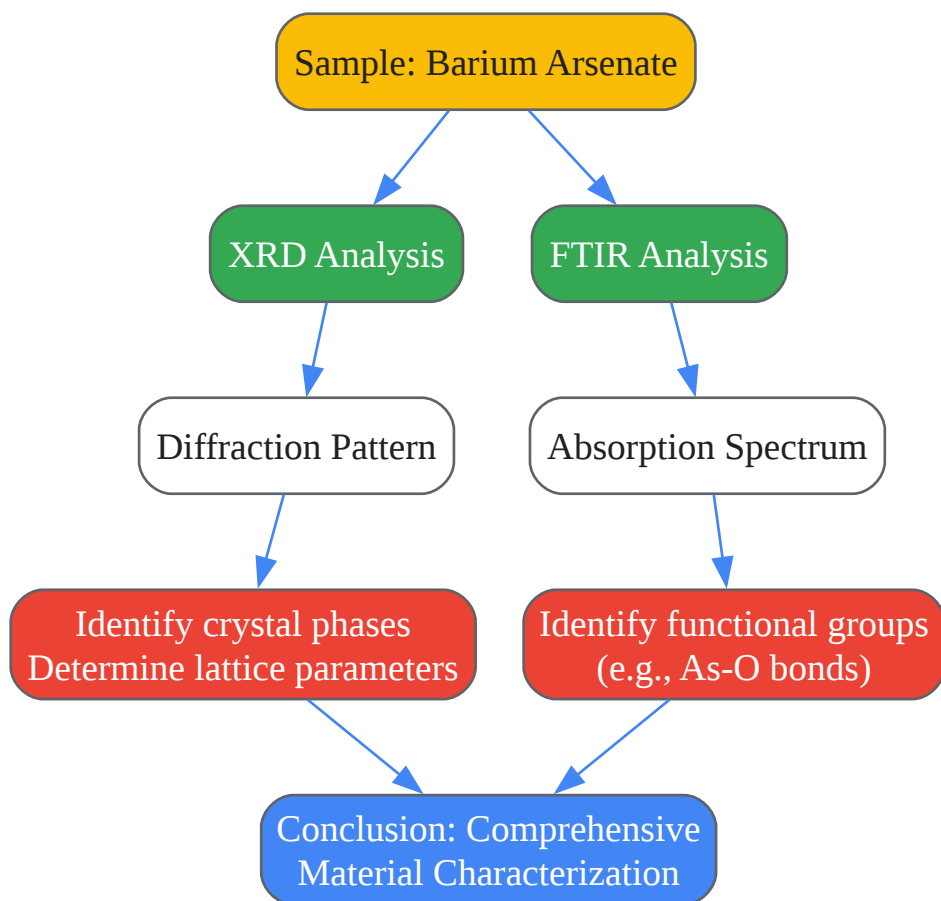 Sample: Barium Arsenate
XRD Analysis
FTIR Analysis
Diffraction Pattern
Absorption Spectrum
Identify crystal phases
Determine lattice parameters
Identify functional groups
(e.g., As-O bonds)
Conclusion: Comprehensive
Material Characterization